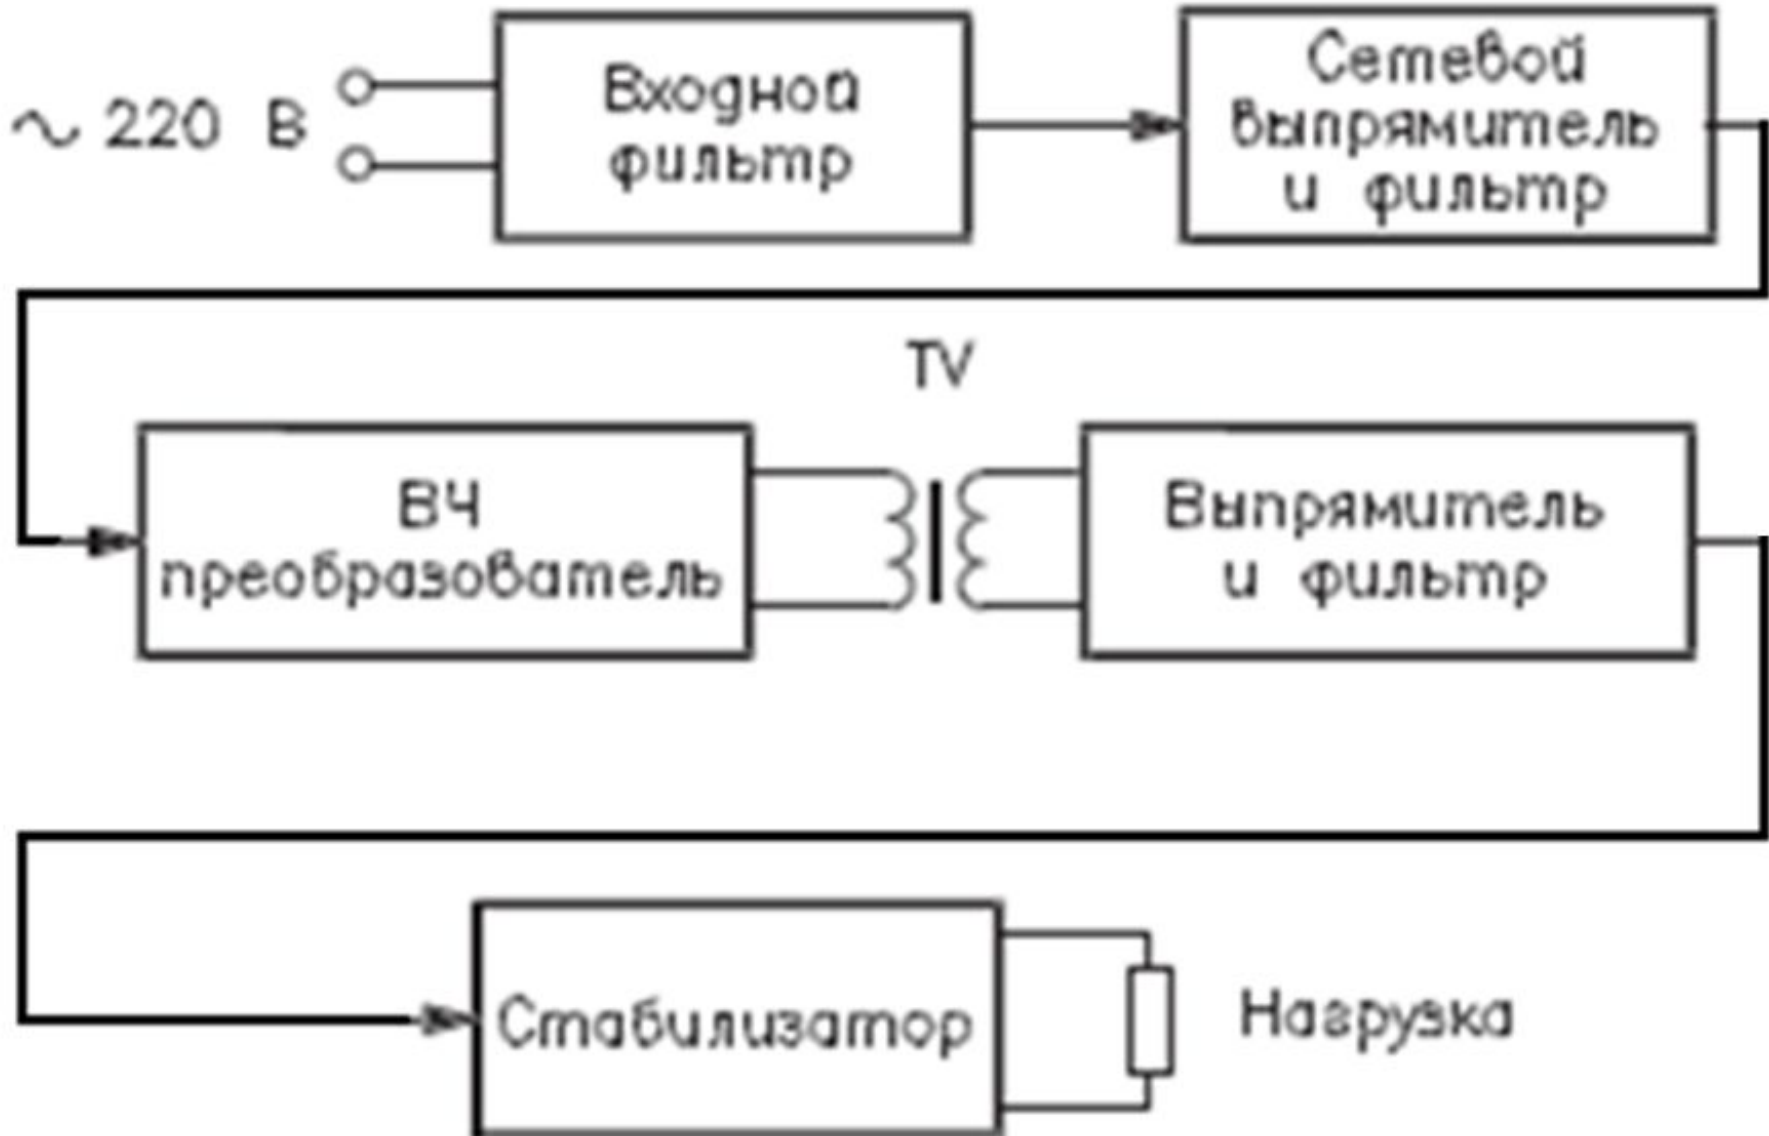 ~ 220 В
Входной
фильтр
Сетевой
выпрямитель
и фильтр
TV
ВЧ
преобразователь
Выпрямитель
и фильтр
Стабилизатор
Нагрузка